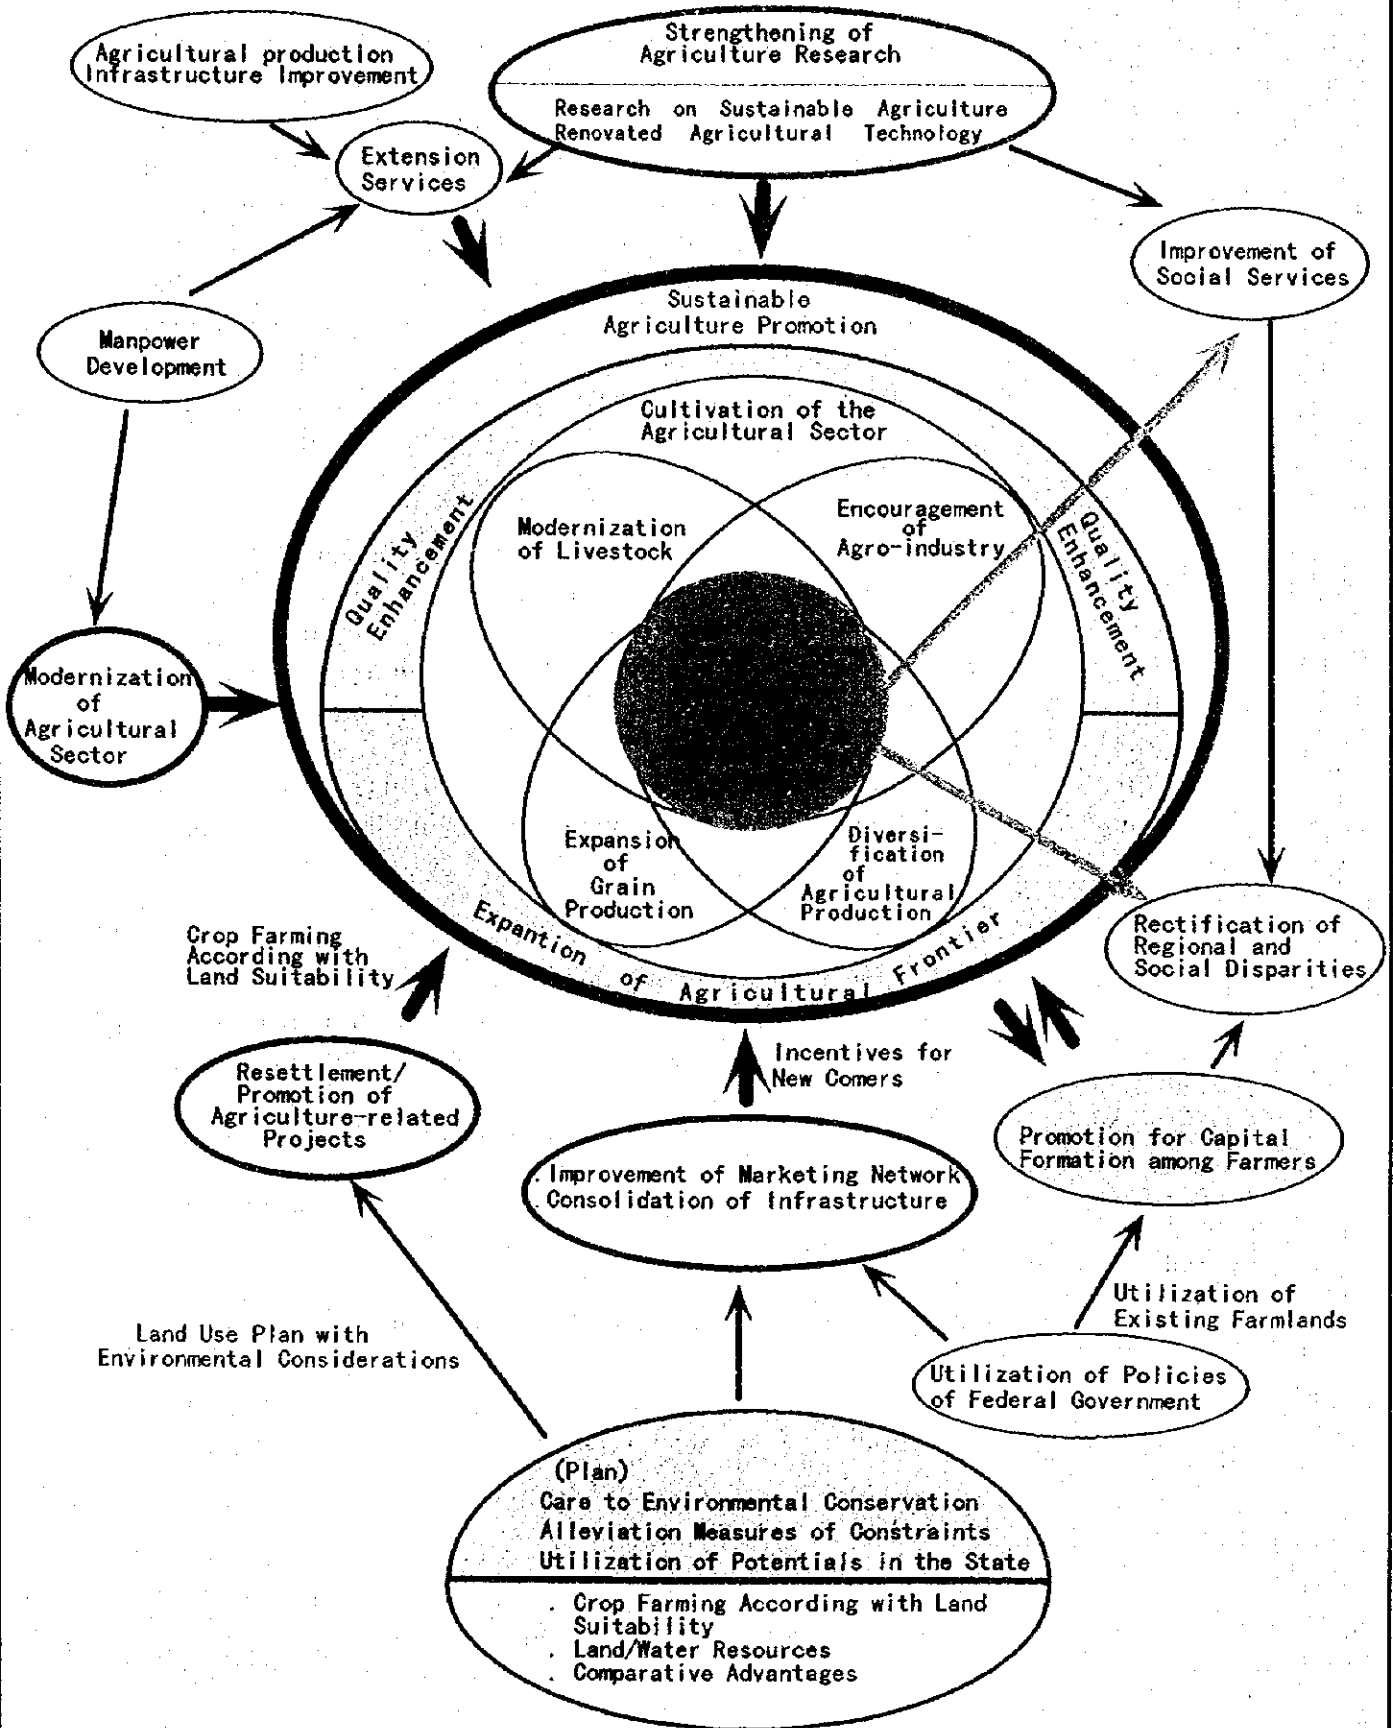 Agricultural production
Infrastructure Improvement
Strengthening of
Agriculture Research
Research on Sustainable Agriculture
Renovated Agricultural Technology
Extension
Services
Improvement of
Social Services
Manpower
Development
Sustainable
Agriculture Promotion
Cultivation of the
Agricultural Sector
Quality
Enhancement
Modernization
of Livestock
Encouragement
of
Agro-industry
Quality
Enhancement
Modernization
of
Agricultural
Sector
Expansion
of
Grain
Production
Diversi-
fication
of
Agricultural
Production
Expantion of Agricultural Frontier
Crop Farming
According with
Land Suitability
Rectification of
Regional and
Social Disparities
Resettlement/
Promotion of
Agriculture-related
Projects
Incentives for
New Comers
. Improvement of Marketing Network
. Consolidation of Infrastructure
Promotion for Capital
Formation among Farmers
Land Use Plan with
Environmental Considerations
Utilization of
Existing Farmlands
Utilization of Policies
of Federal Government
(Plan)
Care to Environmental Conservation
Alleviation Measures of Constraints
Utilization of Potentials in the State
. Crop Farming According with Land
Suitability
. Land/Water Resources
. Comparative Advantages